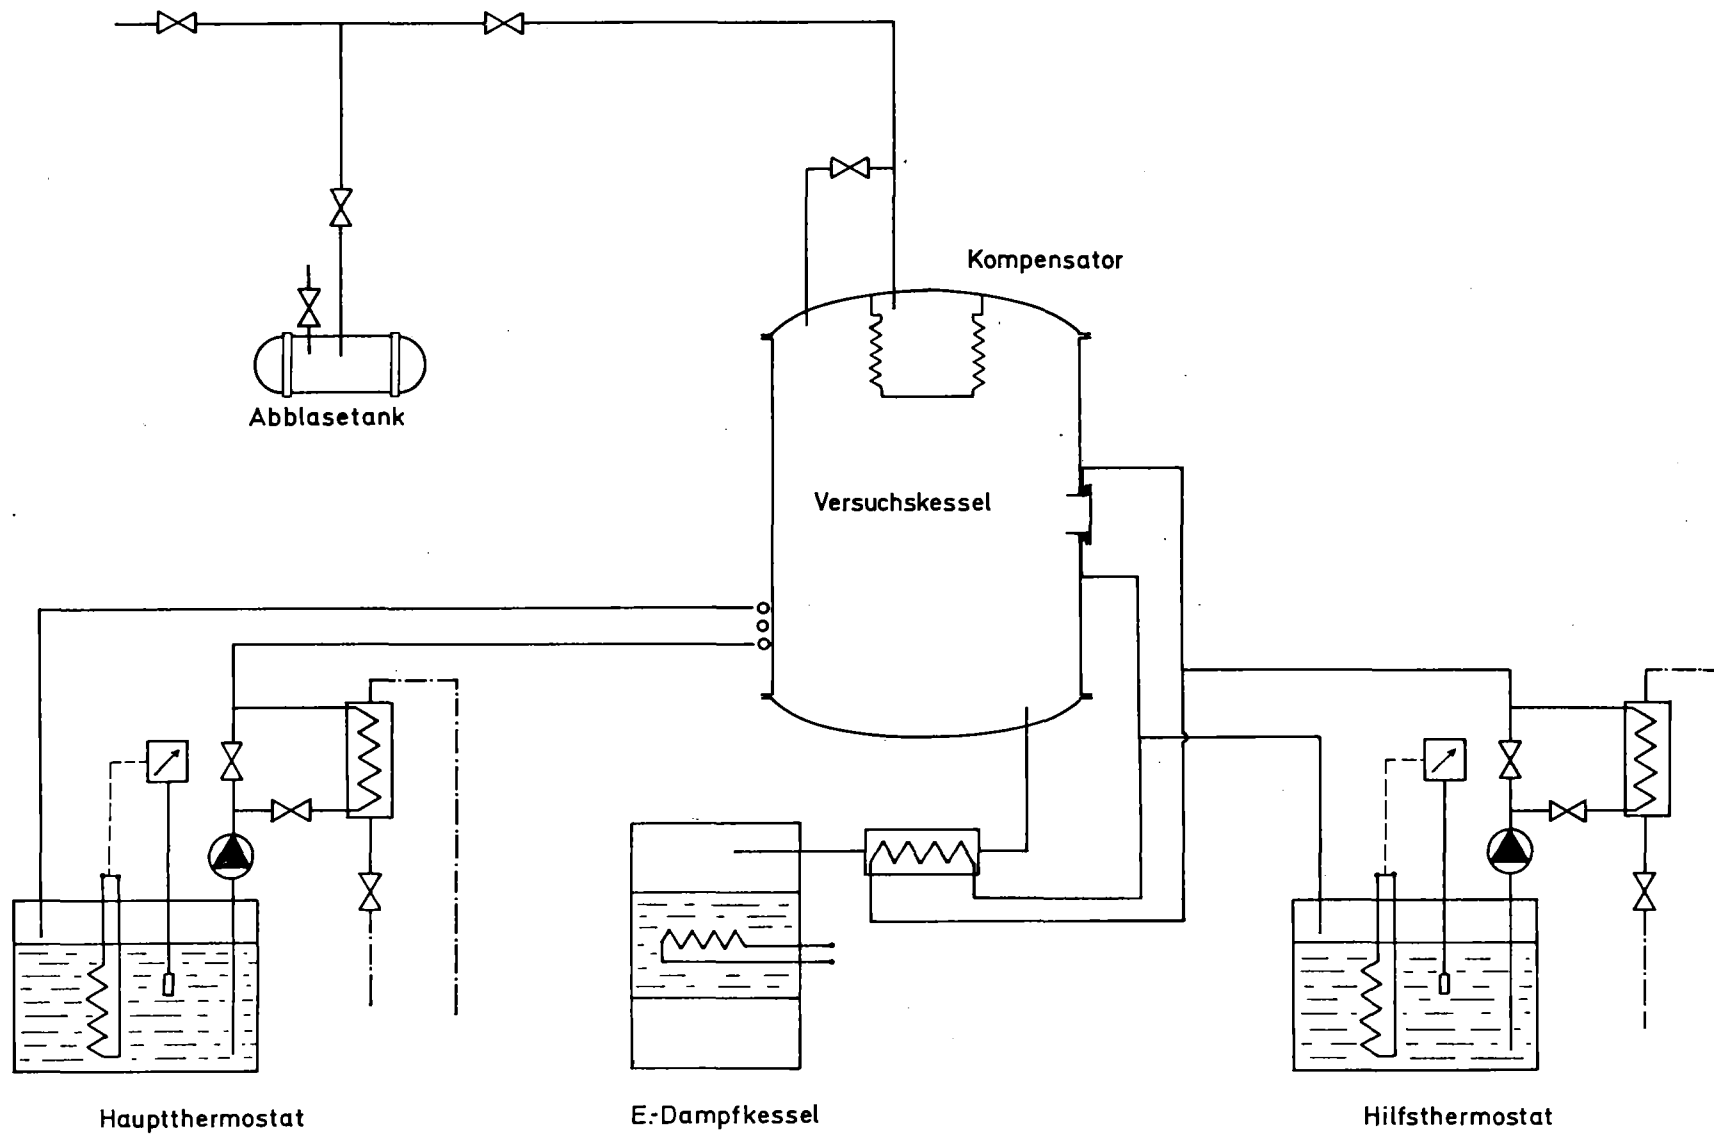 Kompensator
Abblasetank
Versuchskessel
Hauptthermostat
E.-Dampfkessel
Hilfsthermostat